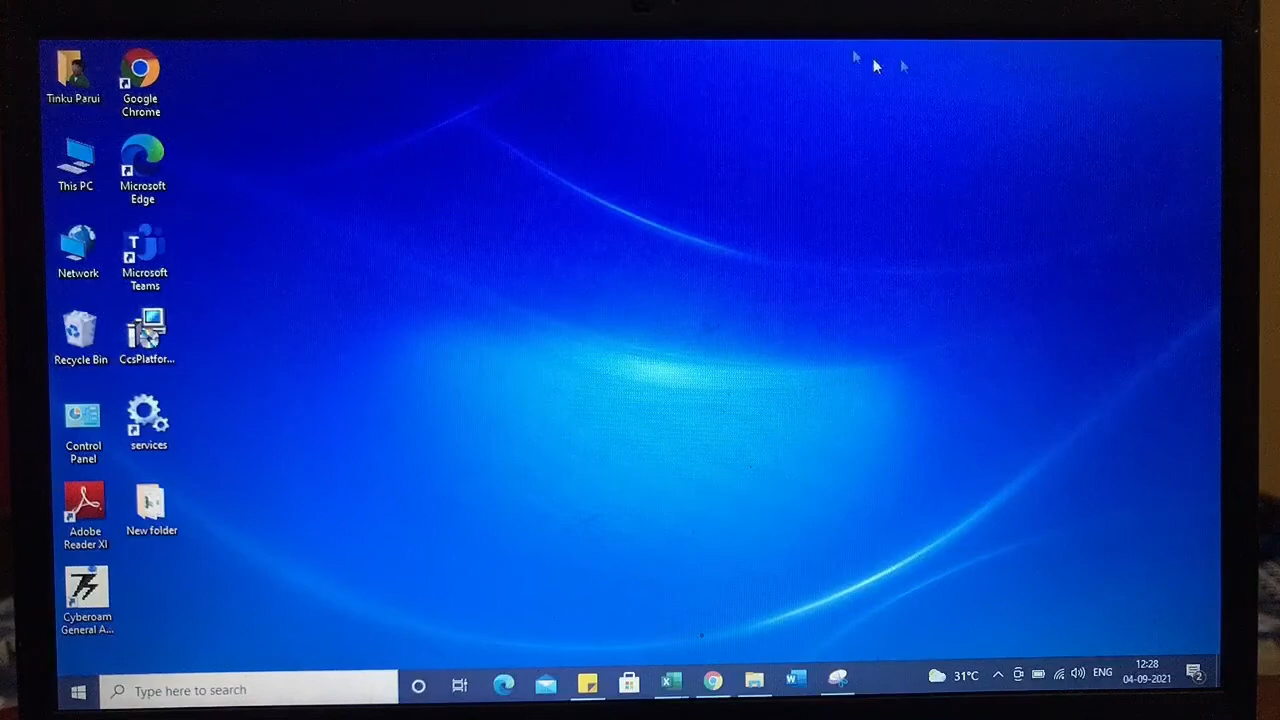 Tinku Parui
Google
Chrome
This PC
Microsoft
Edge
Network
Microsoft
Teams
Recycle Bin
CcsPlatfor...
Control
Panel
services
Adobe
Reader XI
New folder
Cyberoam
General A...
Type here to search
31°C
ENG
12:28
04-09-2021
2